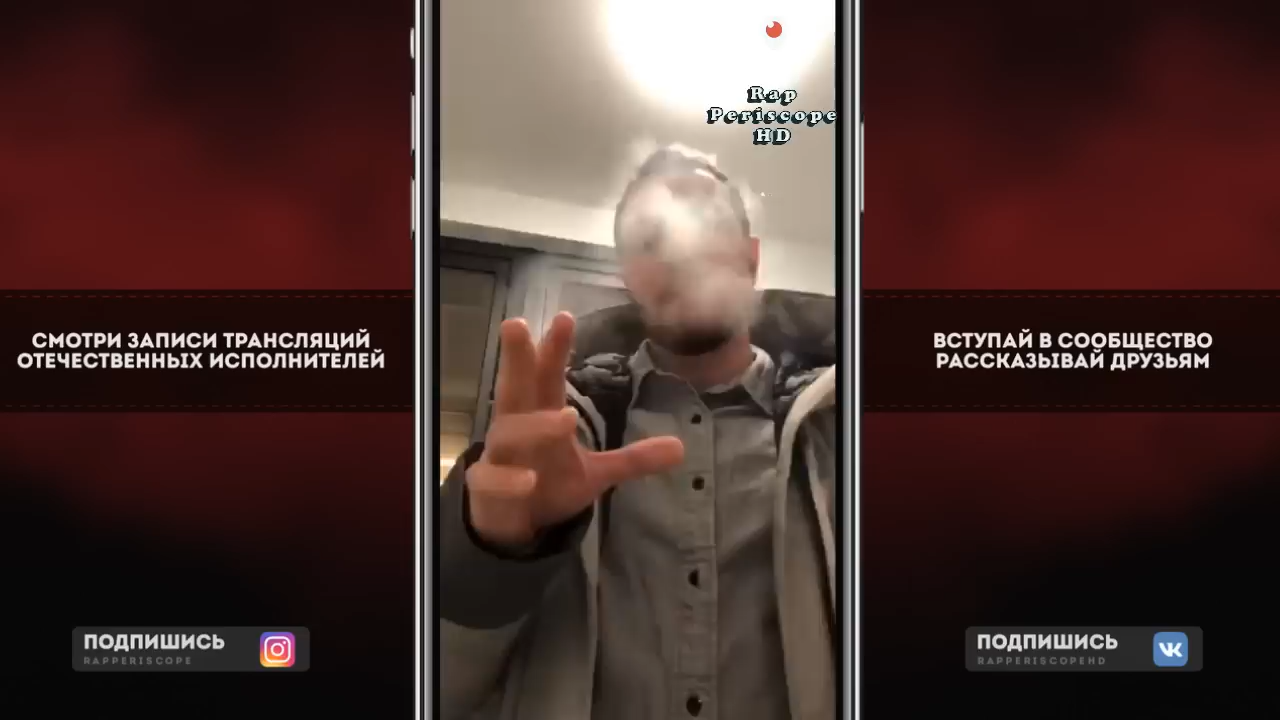 Rap
Periscope
HD
СМОТРИ ЗАПИСИ ТРАНСЛЯЦИЙ
ОТЕЧЕСТВЕННЫХ ИСПОЛНИТЕЛЕЙ
ВСТУПАЙ В СООБЩЕСТВО
РАССКАЗЫВАЙ ДРУЗЬЯМ
ПОДПИШИСЬ
RAPPERISCOPE
ПОДПИШИСЬ
RAPPERISCOPEHD